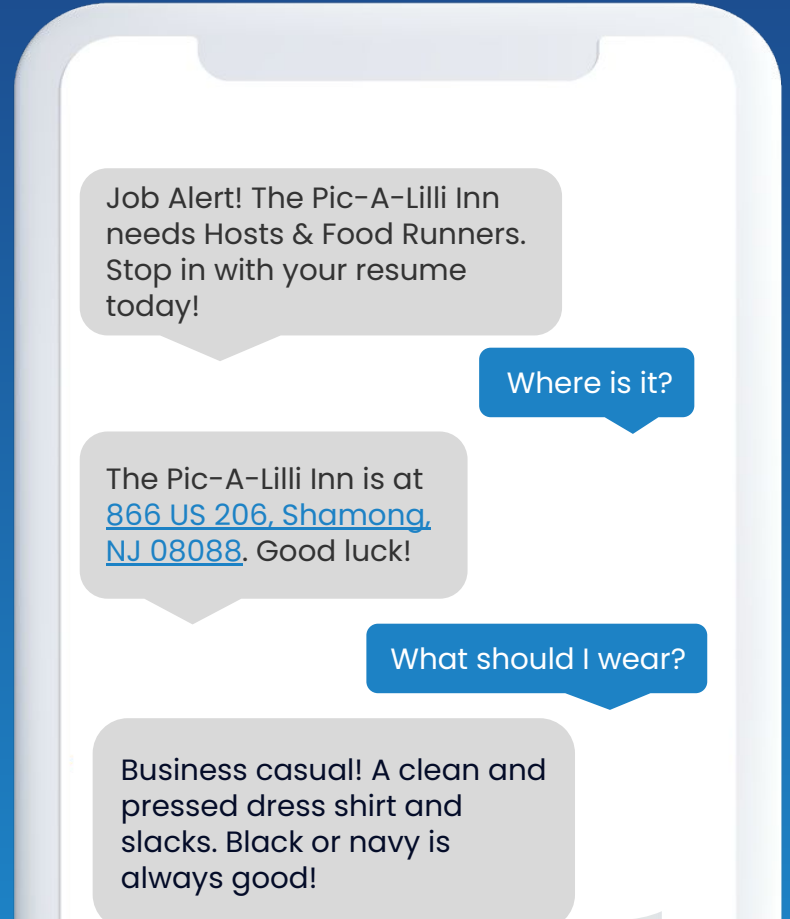 Job Alert! The Pic-A-Lilli Inn
needs Hosts & Food Runners.
Stop in with your resume
today!
Where is it?
The Pic-A-Lilli Inn is at
866 US 206, Shamong,
NJ 08088. Good luck!
What should I wear?
Business casual! A clean and
pressed dress shirt and
slacks. Black or navy is
always good!